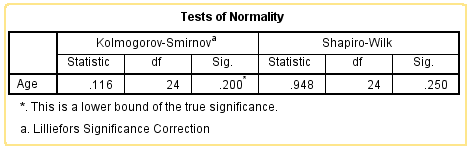 Tests of Normality
Kolmogorov-Smirnovᵃ Shapiro-Wilk
Statistic df Sig. Statistic df Sig.
Age .116 24 .200* .948 24 .250
*. This is a lower bound of the true significance.
a. Lilliefors Significance Correction